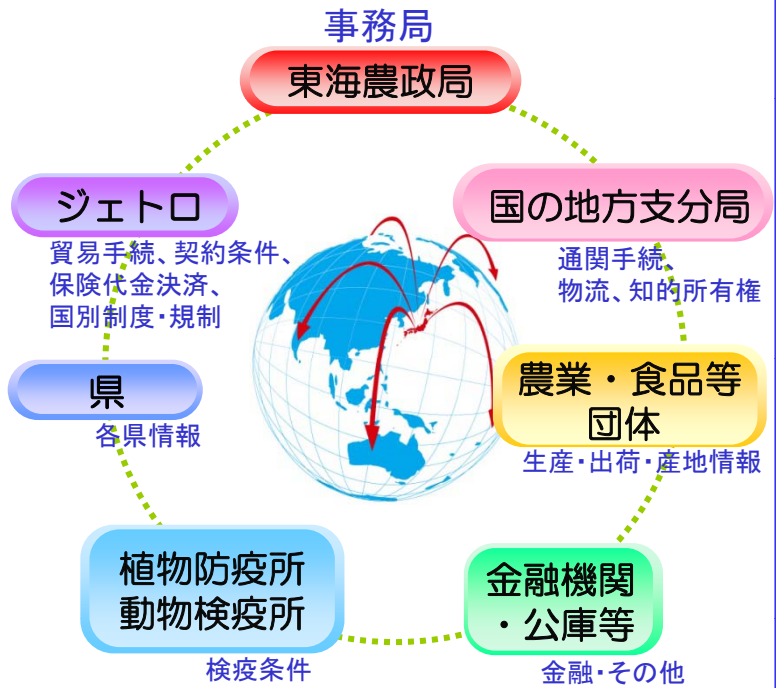 事務局
東海農政局
ジェトロ
貿易手続、契約条件、
保険代金決済、
国別制度・規制
国の地方支分局
通関手続、
物流、知的所有権
県
各県情報
農業・食品等
団体
生産・出荷・産地情報
植物防疫所
動物検疫所
検疫条件
金融機関
・公庫等
金融・その他